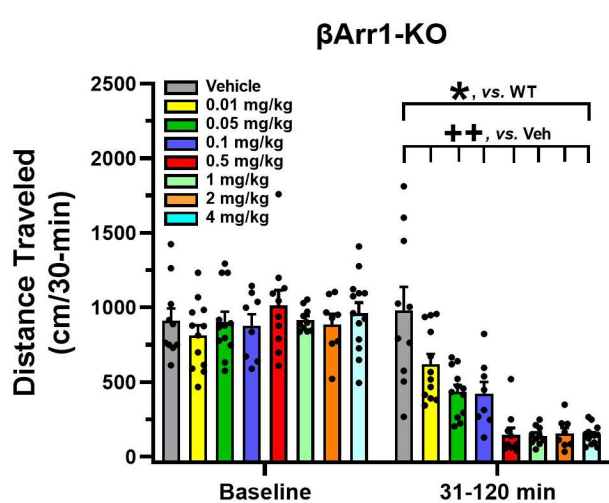 βArr1-KO
Distance Traveled
(cm/30-min)
2500
2000
1500
1000
500
0
Vehicle
0.01 mg/kg
0.05 mg/kg
0.1 mg/kg
0.5 mg/kg
1 mg/kg
2 mg/kg
4 mg/kg
*, vs. WT
++, vs. Veh
Baseline
31-120 min